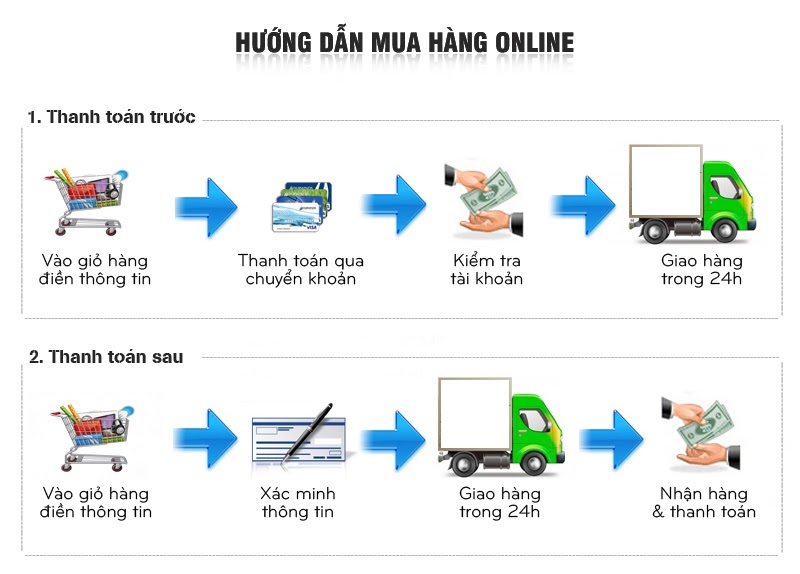 HƯỚNG DẪN MUA HÀNG ONLINE
1. Thanh toán trước
Vào giỏ hàng
điền thông tin
Thanh toán qua
chuyển khoản
VISA
Kiểm tra
tài khoản
Giao hàng
trong 24h
2. Thanh toán sau
Vào giỏ hàng
điền thông tin
Xác minh
thông tin
Giao hàng
trong 24h
Nhận hàng
& thanh toán